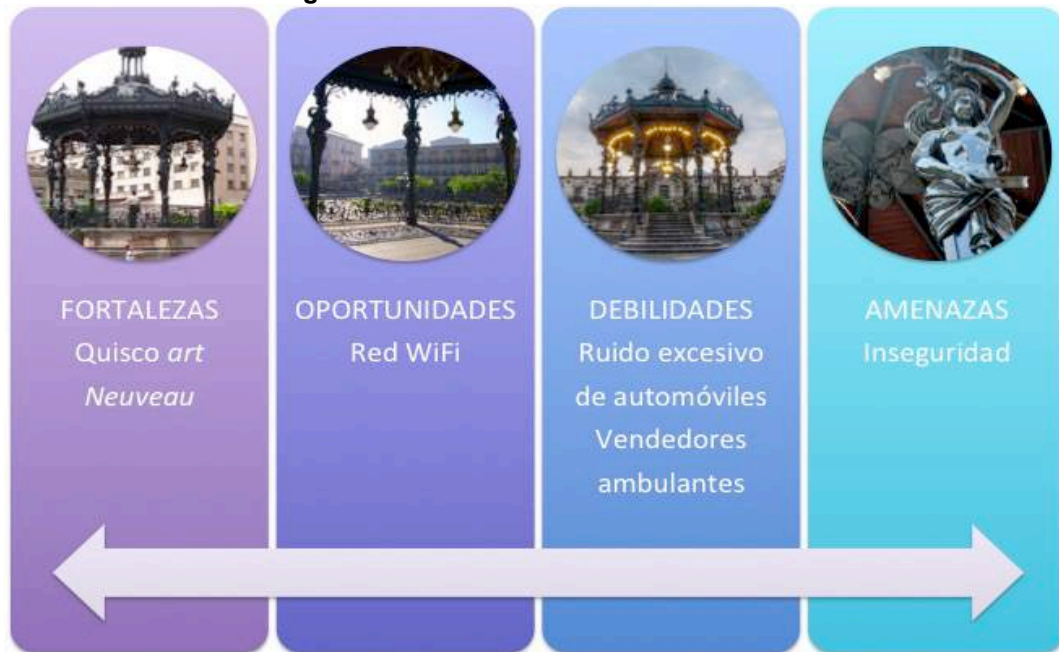 FORTALEZAS
Quisco art
Neuveau
OPORTUNIDADES
Red WiFi
DEBILIDADES
Ruido excesivo
de automóviles
Vendedores
ambulantes
AMENAZAS
Inseguridad